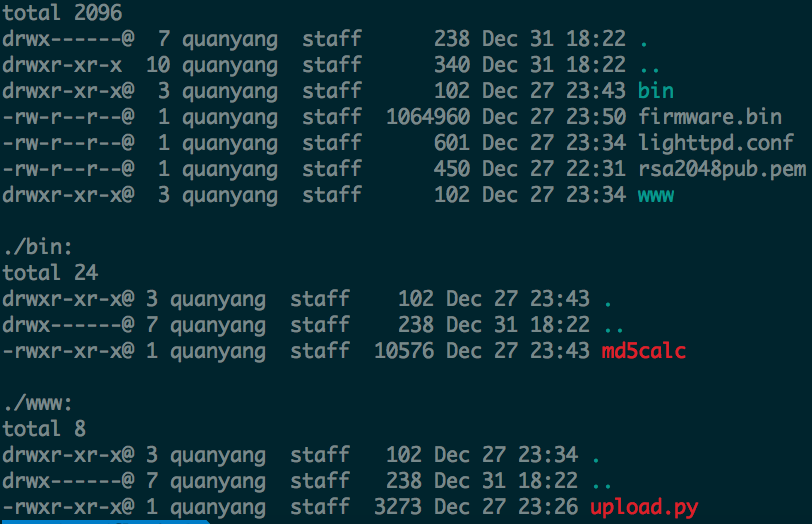 total 2096
drwx------@  7 quanyang  staff      238 Dec 31 18:22 .
drwxr-xr-x  10 quanyang  staff      340 Dec 31 18:22 ..
drwxr-xr-x@  3 quanyang  staff      102 Dec 27 23:43 bin
-rw-r--r--@  1 quanyang  staff  1064960 Dec 27 23:50 firmware.bin
-rw-r--r--@  1 quanyang  staff      601 Dec 27 23:34 lighttpd.conf
-rw-r--r--@  1 quanyang  staff      450 Dec 27 22:31 rsa2048pub.pem
drwxr-xr-x@  3 quanyang  staff      102 Dec 27 23:34 www

./bin:
total 24
drwxr-xr-x@ 3 quanyang  staff    102 Dec 27 23:43 .
drwx------@ 7 quanyang  staff    238 Dec 31 18:22 ..
-rwxr-xr-x@ 1 quanyang  staff  10576 Dec 27 23:43 md5calc

./www:
total 8
drwxr-xr-x@ 3 quanyang  staff   102 Dec 27 23:34 .
drwx------@ 7 quanyang  staff   238 Dec 31 18:22 ..
-rwxr-xr-x@ 1 quanyang  staff  3273 Dec 27 23:26 upload.py